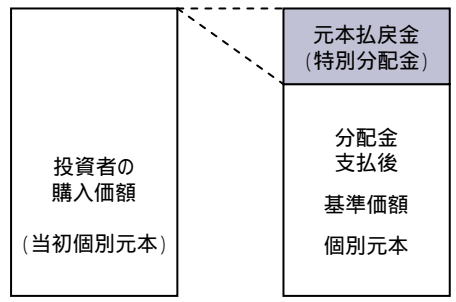 投資者の
購入価額
(当初個別元本)
元本払戻金
(特別分配金)
分配金
支払後
基準価額
個別元本